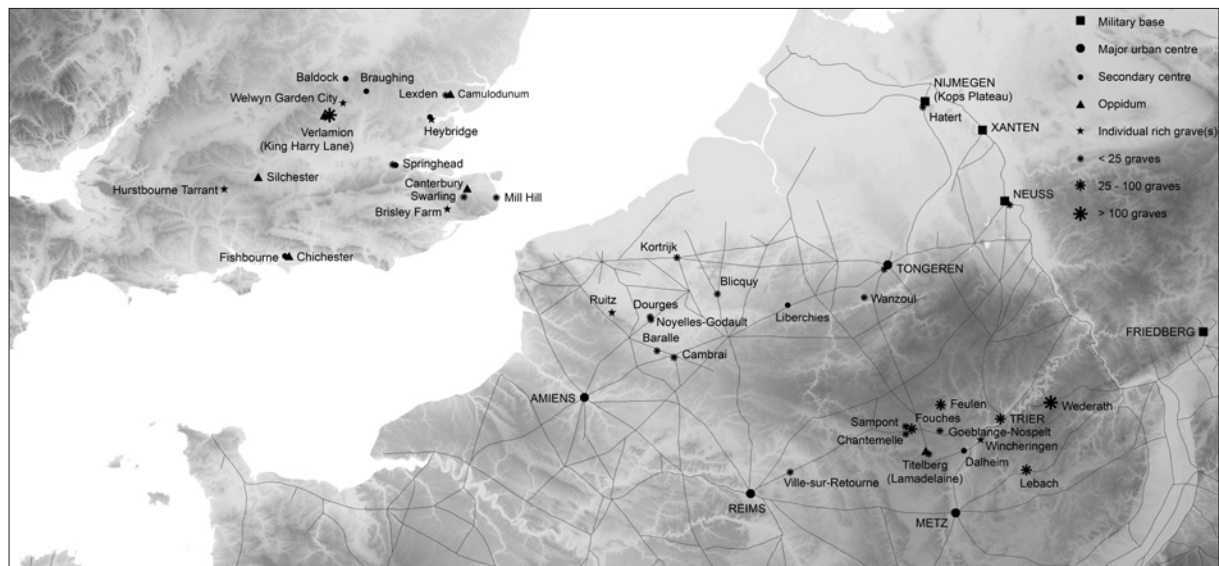 Military base
Major urban centre
Secondary centre
Oppidum
Individual rich grave(s)
< 25 graves
25 - 100 graves
> 100 graves
Baldock
Braughing
Welwyn Garden City
Lexden
Camulodunum
Verlamion
(King Harry Lane)
Heybridge
Springhead
Silchester
Hurstbourne Tarrant
Canterbury
Swarling
Mill Hill
Brisley Farm
Fishbourne
Chichester
NIJMEGEN
(Kops Plateau)
Hatert
XANTEN
NEUSS
Kortrijk
TONGEREN
Blicquy
Wanzoul
Ruitz
Dourges
Liberchies
Noyelles-Godault
Baralle
Cambrai
FRIEDBERG
AMIENS
Feulen
Wederath
Sampont
Fouches
TRIER
Chantemelle
Goeblange-Nospelt
Wincheringen
Titelberg
(Lamadelaine)
Dalheim
Lebach
Ville-sur-Retourne
REIMS
METZ